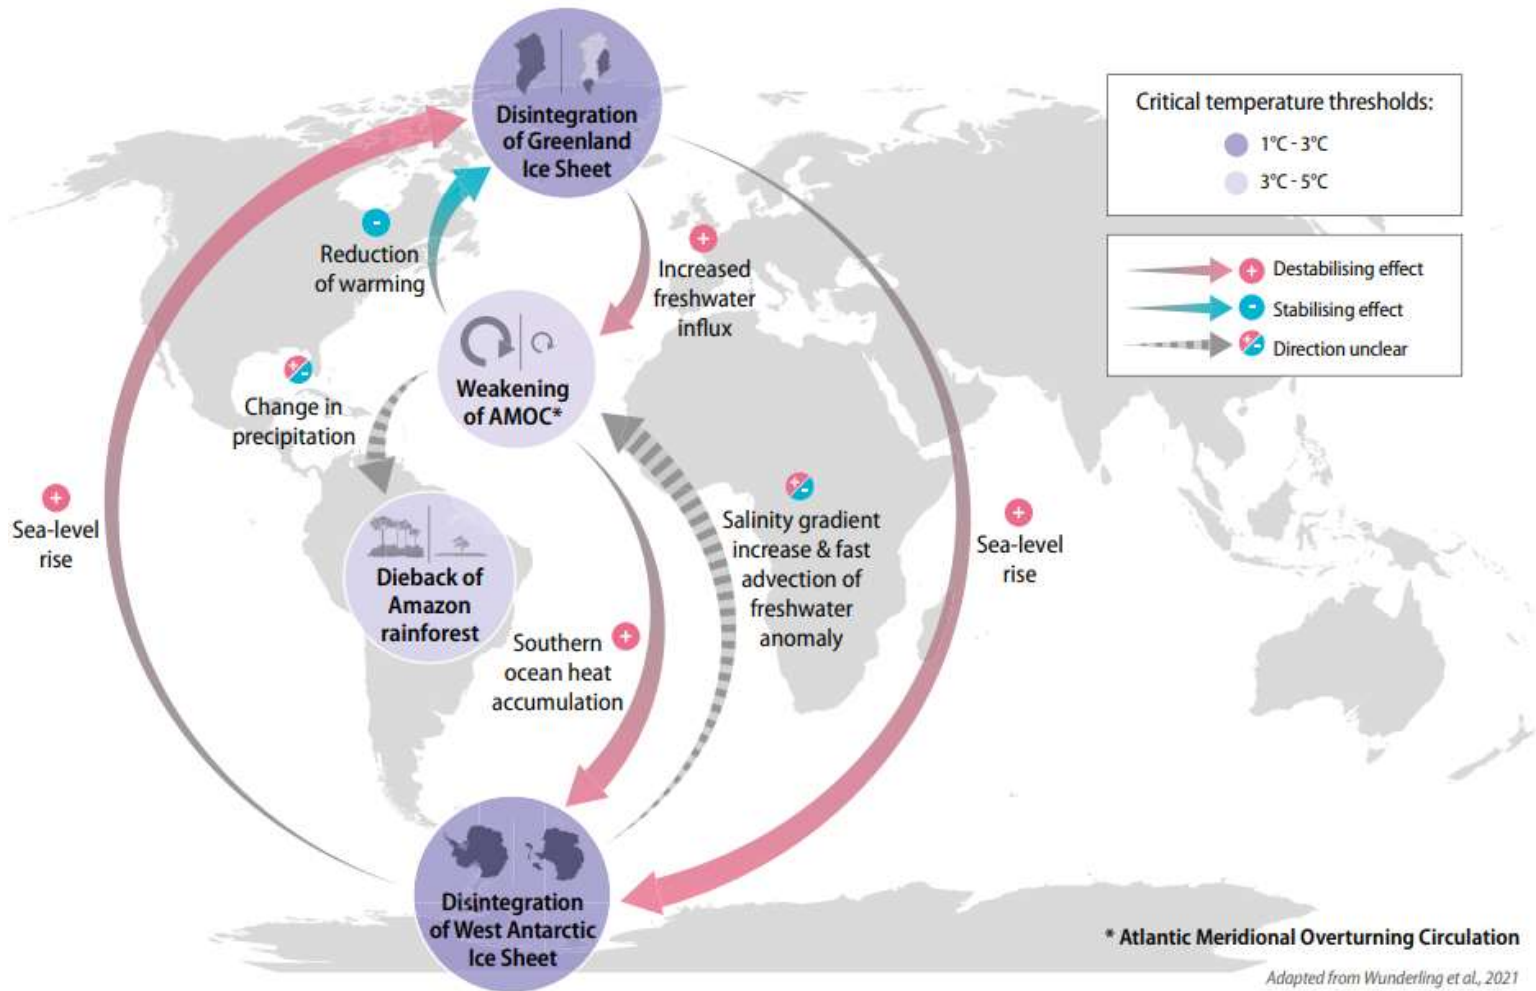 Disintegration
of Greenland
Ice Sheet
Critical temperature thresholds:
1°C - 3°C
3°C - 5°C
+ Destabilising effect
- Stabilising effect
+- Direction unclear
-
Reduction
of warming
+
Increased
freshwater
influx
Weakening
of AMOC*
+-
Change in
precipitation
+
Sea-level
rise
Dieback of
Amazon
rainforest
+-
Salinity gradient
increase & fast
advection of
freshwater
anomaly
+
Sea-level
rise
+
Southern
ocean heat
accumulation
Disintegration
of West Antarctic
Ice Sheet
* Atlantic Meridional Overturning Circulation
Adapted from Wunderling et al., 2021